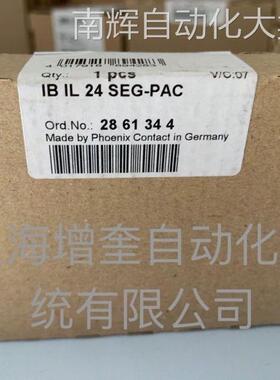 南辉自动化大
Qty.: 1 pcs V/C.07
IB IL 24 SEG-PAC
Ord.No.: 28 61 34 4
Made by Phoenix Contact in Germany
海增奎自动化
统有限公司